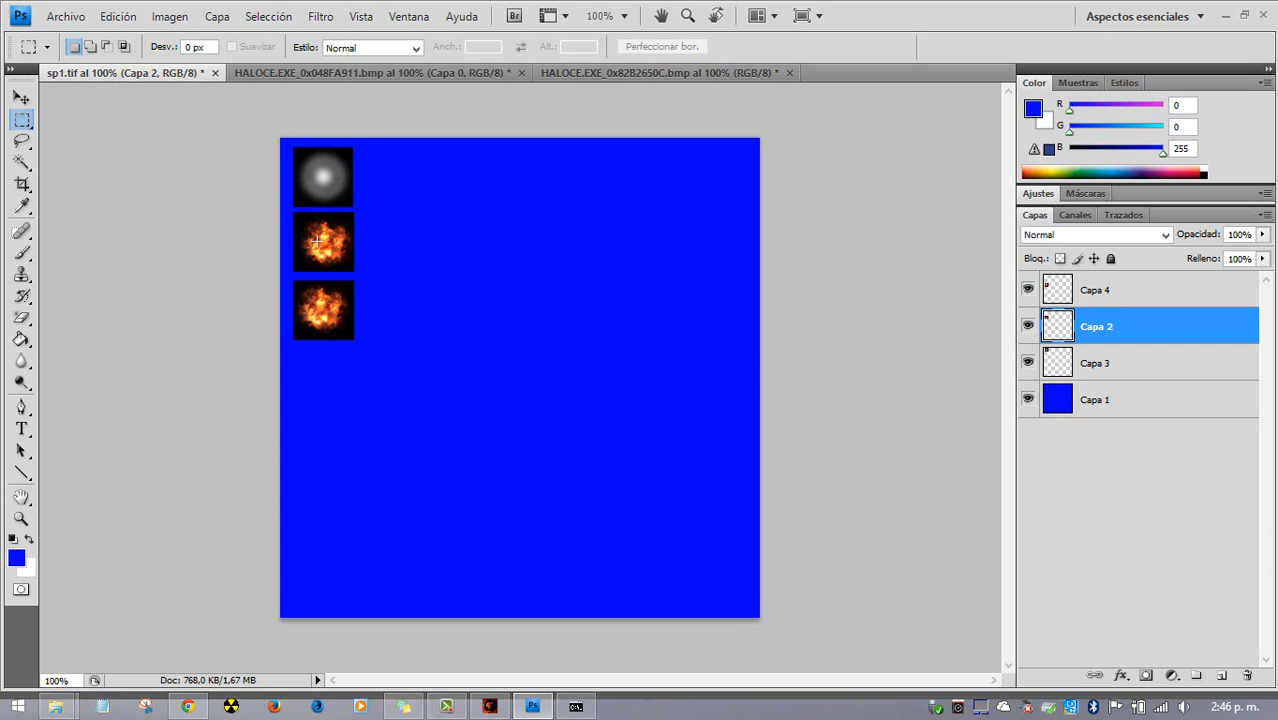 Ps Archivo Edición Imagen Capa Selección Filtro Vista Ventana Ayuda Br 100% Aspectos esenciales
Desv.: 0 px Suavizar Estilo: Normal Anch.: Alt.: Perfeccionar bor.
sp1.tif al 100% (Capa 2, RGB/8) * HALOCE.EXE_0x048FA911.bmp al 100% (Capa 0, RGB/8) * HALOCE.EXE_0x82B2650C.bmp al 100% (RGB/8) *
Color Muestras Estilos
R 0
G 0
B 255
Ajustes Máscaras
Capas Canales Trazados
Normal Opacidad: 100%
Bloq.: Relleno: 100%
Capa 4
Capa 2
Capa 3
Capa 1
T
fx
100% Doc: 768,0 KB/1,67 MB
Ps 2:46 p. m.